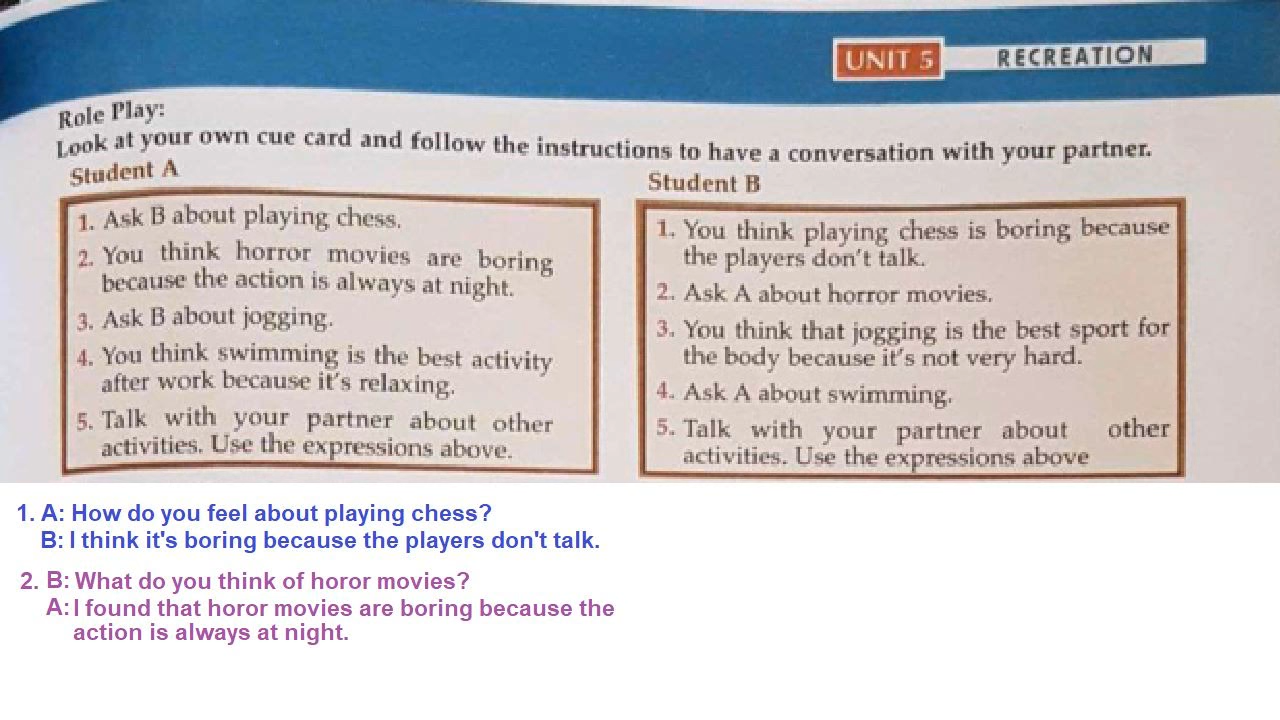 UNIT 5 RECREATION
Role Play:
Look at your own cue card and follow the instructions to have a conversation with your partner.
Student A
1. Ask B about playing chess.
2. You think horror movies are boring
because the action is always at night.
3. Ask B about jogging.
4. You think swimming is the best activity
after work because it's relaxing.
5. Talk with your partner about other
activities. Use the expressions above.
Student B
1. You think playing chess is boring because
the players don't talk.
2. Ask A about horror movies.
3. You think that jogging is the best sport for
the body because it's not very hard.
4. Ask A about swimming.
5. Talk with your partner about other
activities. Use the expressions above
1. A: How do you feel about playing chess?
B: I think it's boring because the players don't talk.
2. B: What do you think of horor movies?
A: I found that horor movies are boring because the
action is always at night.